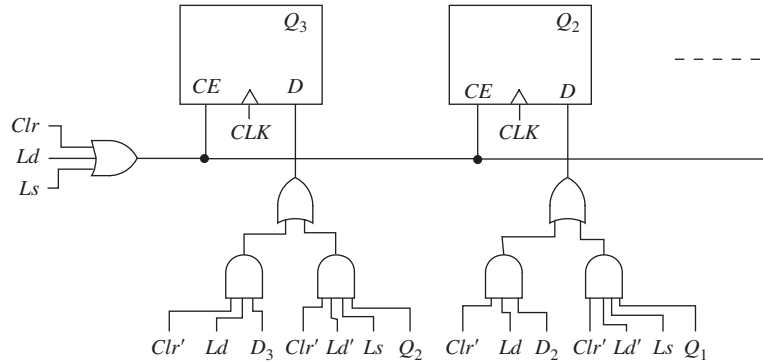 Q₃ Q₂
CE D CE D
CLK CLK
Clr
Ld
Ls
Clr′ Ld D₃ Clr′ Ld′ Ls Q₂ Clr′ Ld D₂ Clr′ Ld′ Ls Q₁